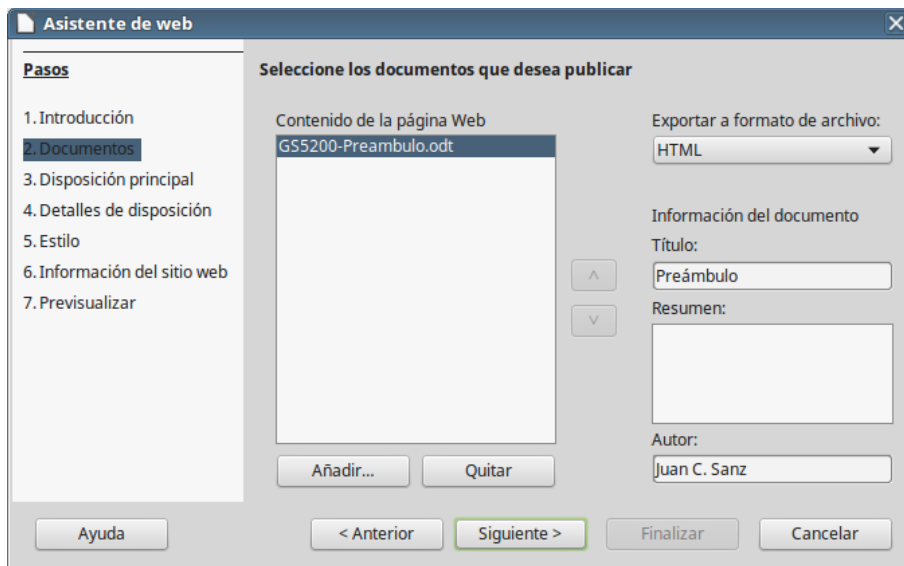 Asistente de web
Pasos
1. Introducción
2. Documentos
3. Disposición principal
4. Detalles de disposición
5. Estilo
6. Información del sitio web
7. Previsualizar
Seleccione los documentos que desea publicar
Contenido de la página Web
GS5200-Preambulo.odt
Añadir...
Quitar
Exportar a formato de archivo:
HTML
Información del documento
Título:
Preámbulo
Resumen:
Autor:
Juan C. Sanz
Ayuda
< Anterior
Siguiente >
Finalizar
Cancelar